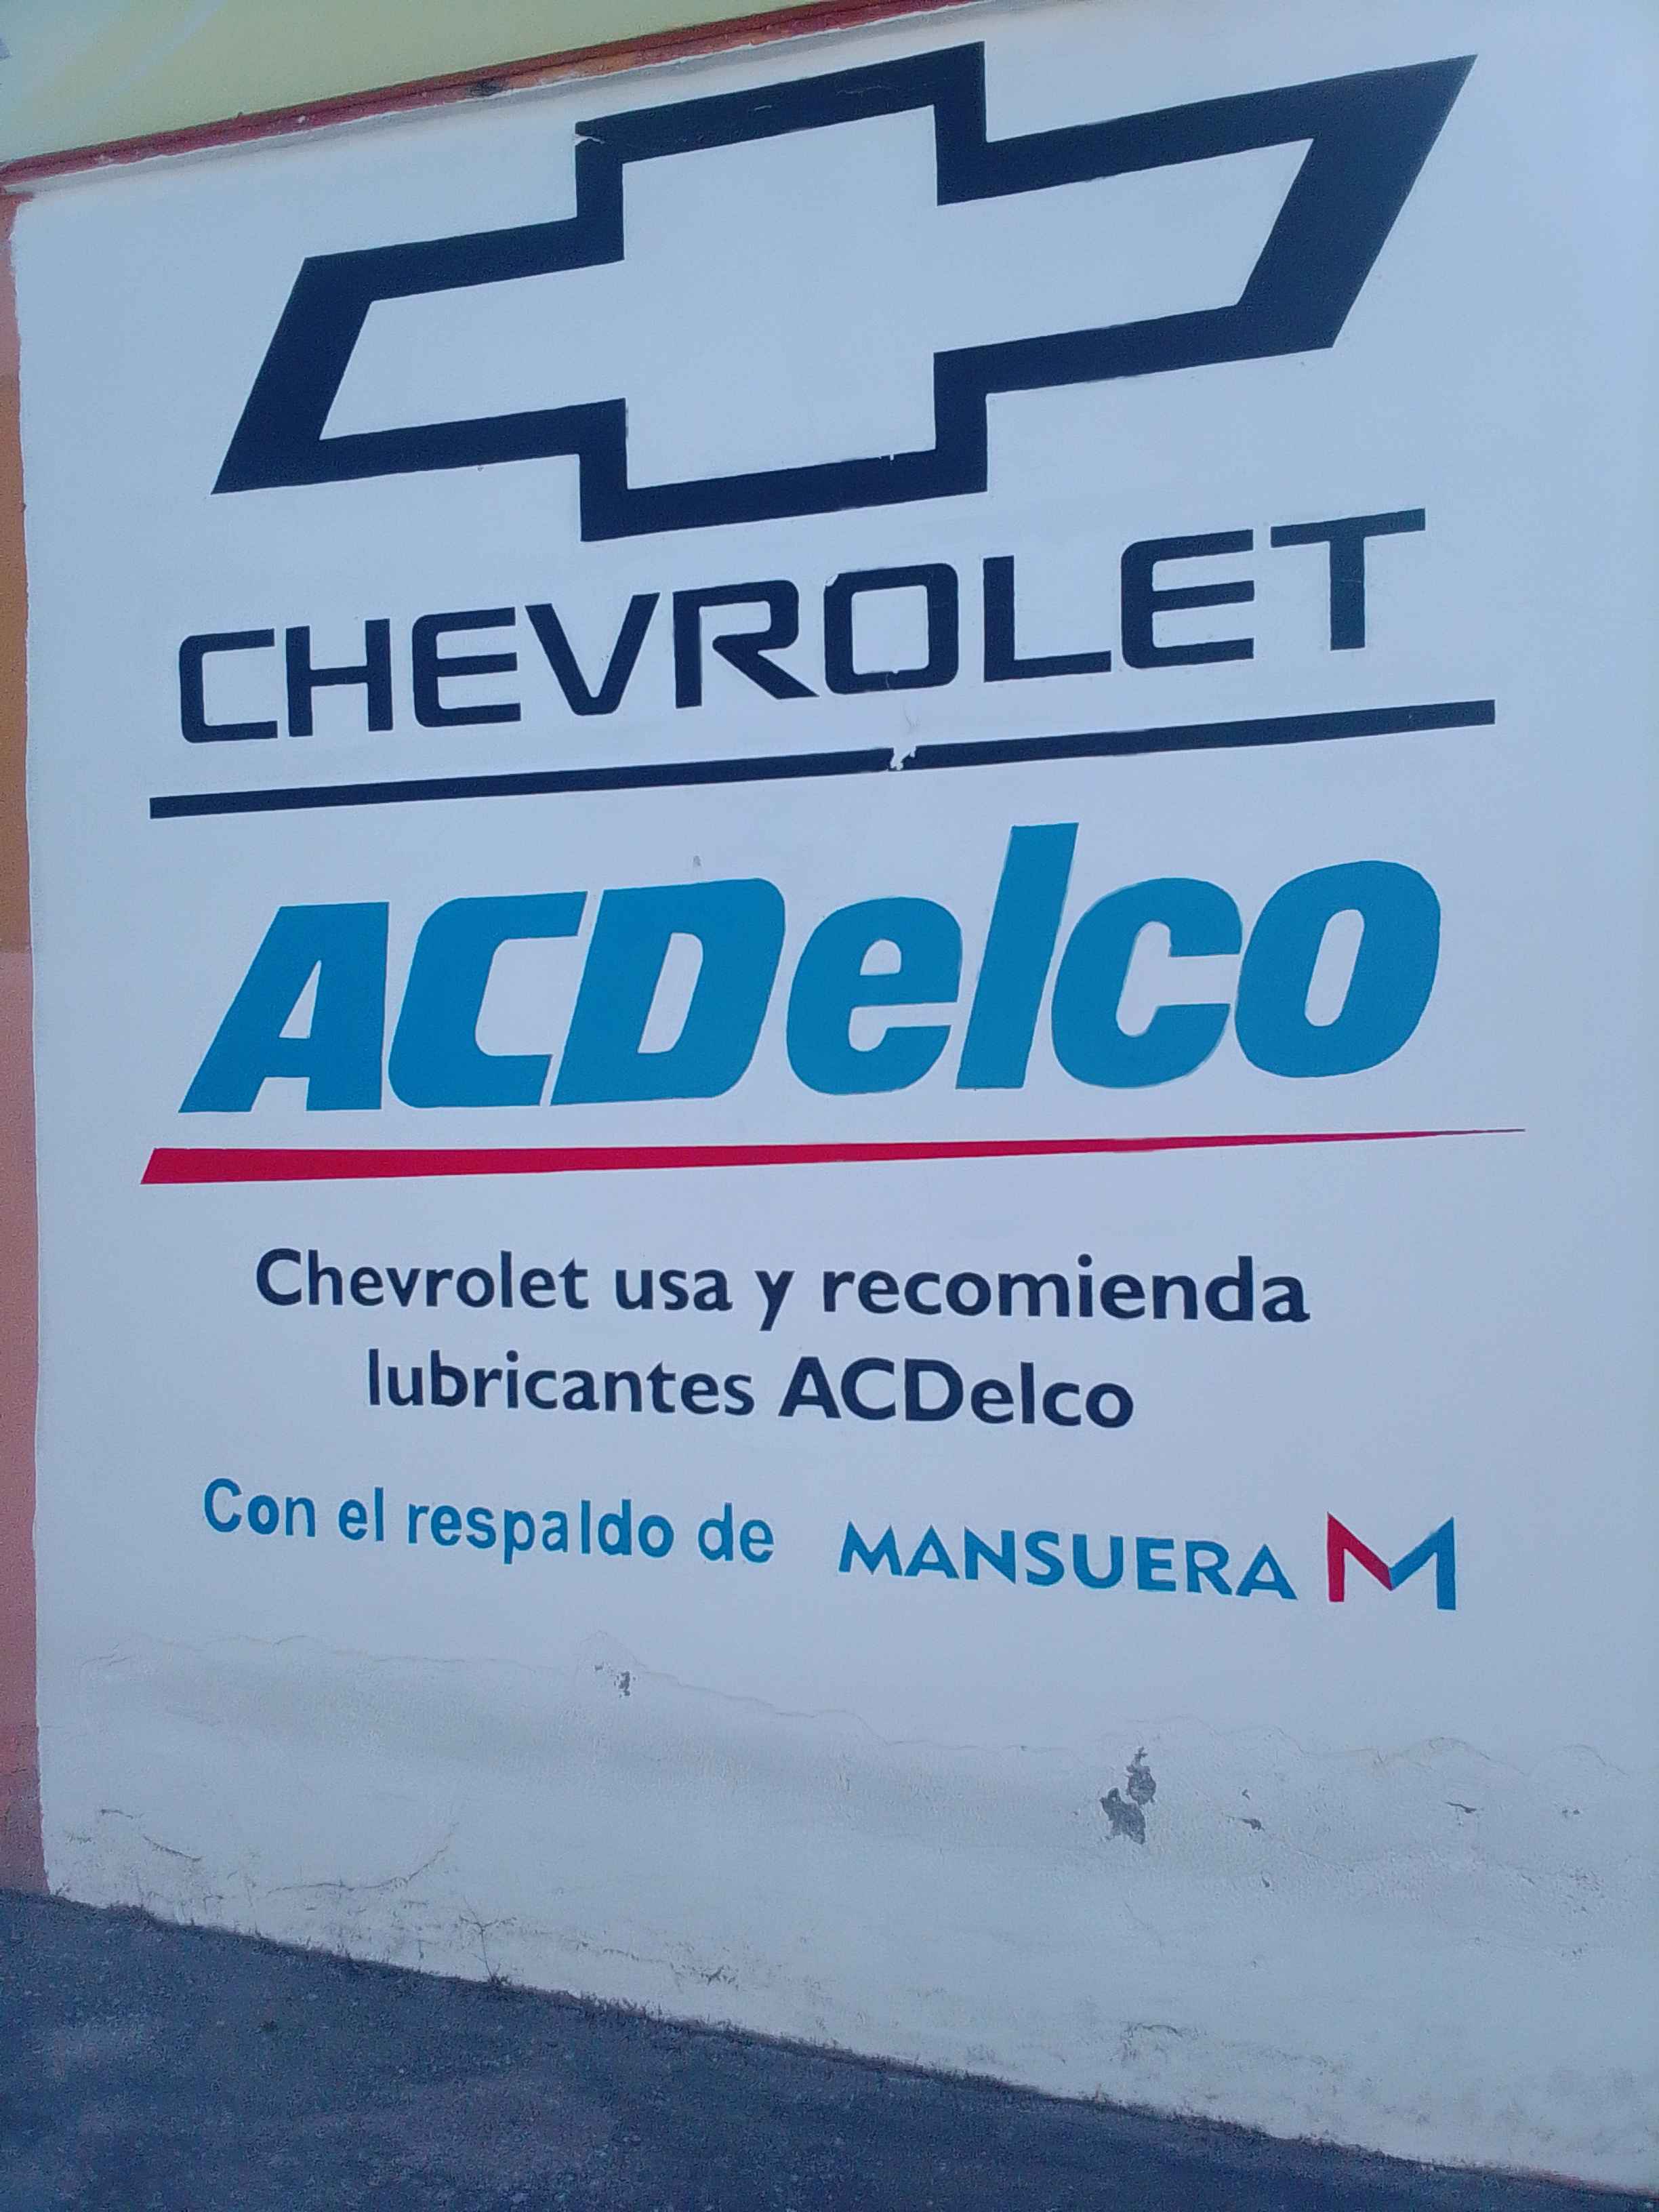 CHEVROLET
ACDelco
Chevrolet usa y recomienda
lubricantes ACDelco
Con el respaldo de MANSUERA M